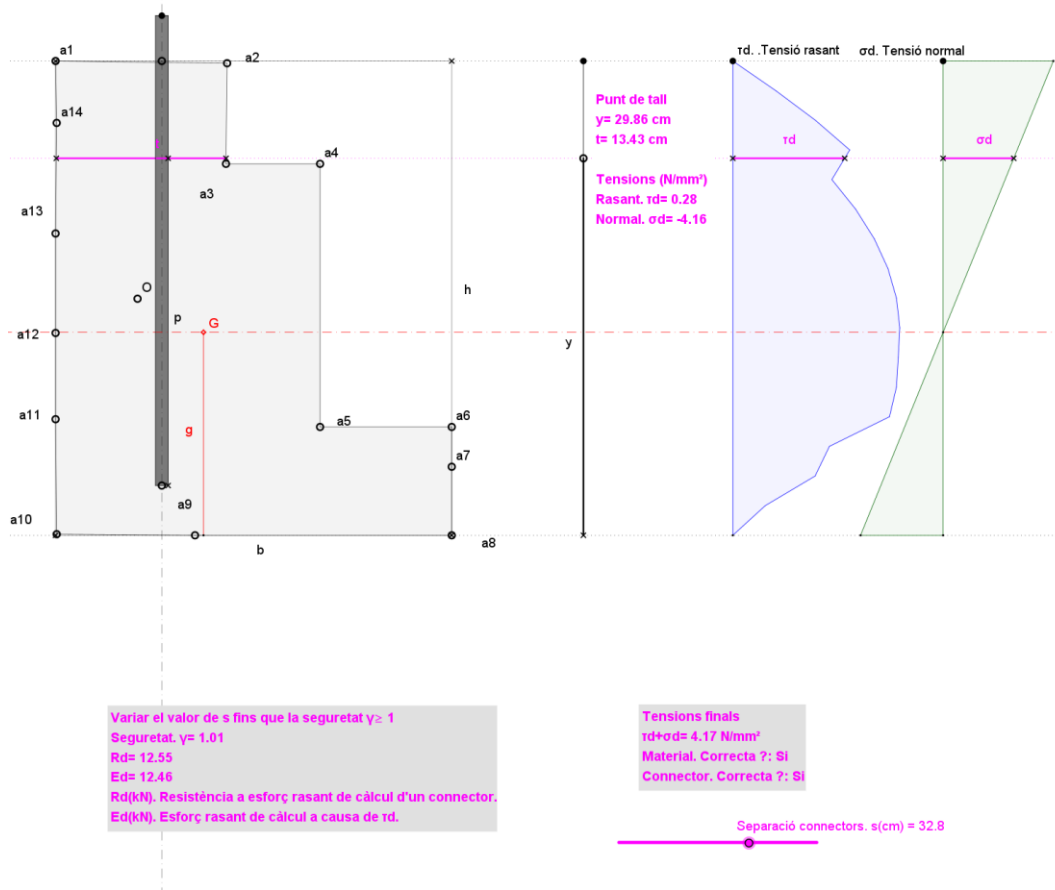 a1
a2
τd. .Tensió rasant
σd. Tensió normal
a14
Punt de tall
y= 29.86 cm
t= 13.43 cm
t
τd
σd
a4
a3
Tensions (N/mm²)
Rasant. τd= 0.28
Normal. σd= -4.16
a13
O
h
p
G
a12
y
a11
a5
a6
g
a7
a9
a10
b
a8
Variar el valor de s fins que la seguretat γ≥ 1
Seguretat. γ= 1.01
Rd= 12.55
Ed= 12.46
Rd(kN). Resistència a esforç rasant de càlcul d'un connector.
Ed(kN). Esforç rasant de càlcul a causa de τd.
Tensions finals
τd+σd= 4.17 N/mm²
Material. Correcta ?: Si
Connector. Correcta ?: Si
Separació connectors. s(cm) = 32.8